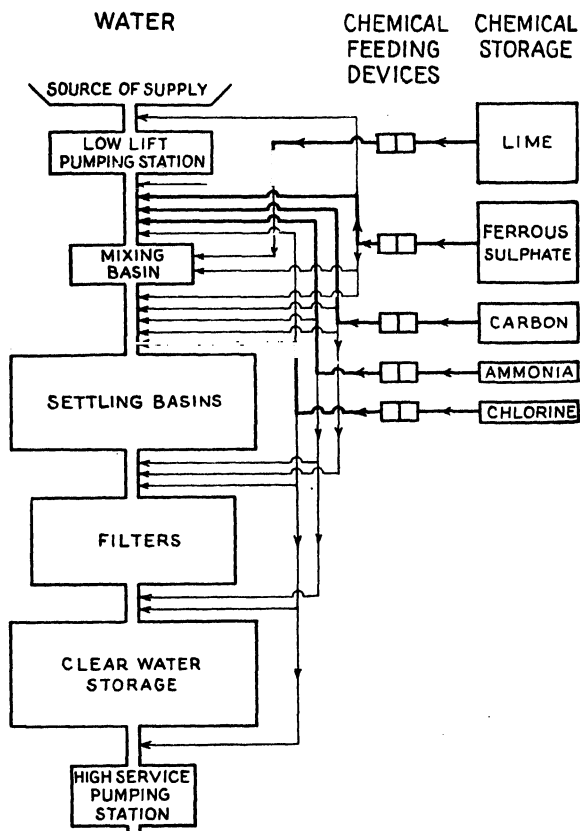 WATER
CHEMICAL
FEEDING
DEVICES
CHEMICAL
STORAGE
SOURCE OF SUPPLY
LOW LIFT
PUMPING STATION
LIME
FERROUS
SULPHATE
MIXING
BASIN
CARBON
AMMONIA
CHLORINE
SETTLING BASINS
FILTERS
CLEAR WATER
STORAGE
HIGH SERVICE
PUMPING
STATION